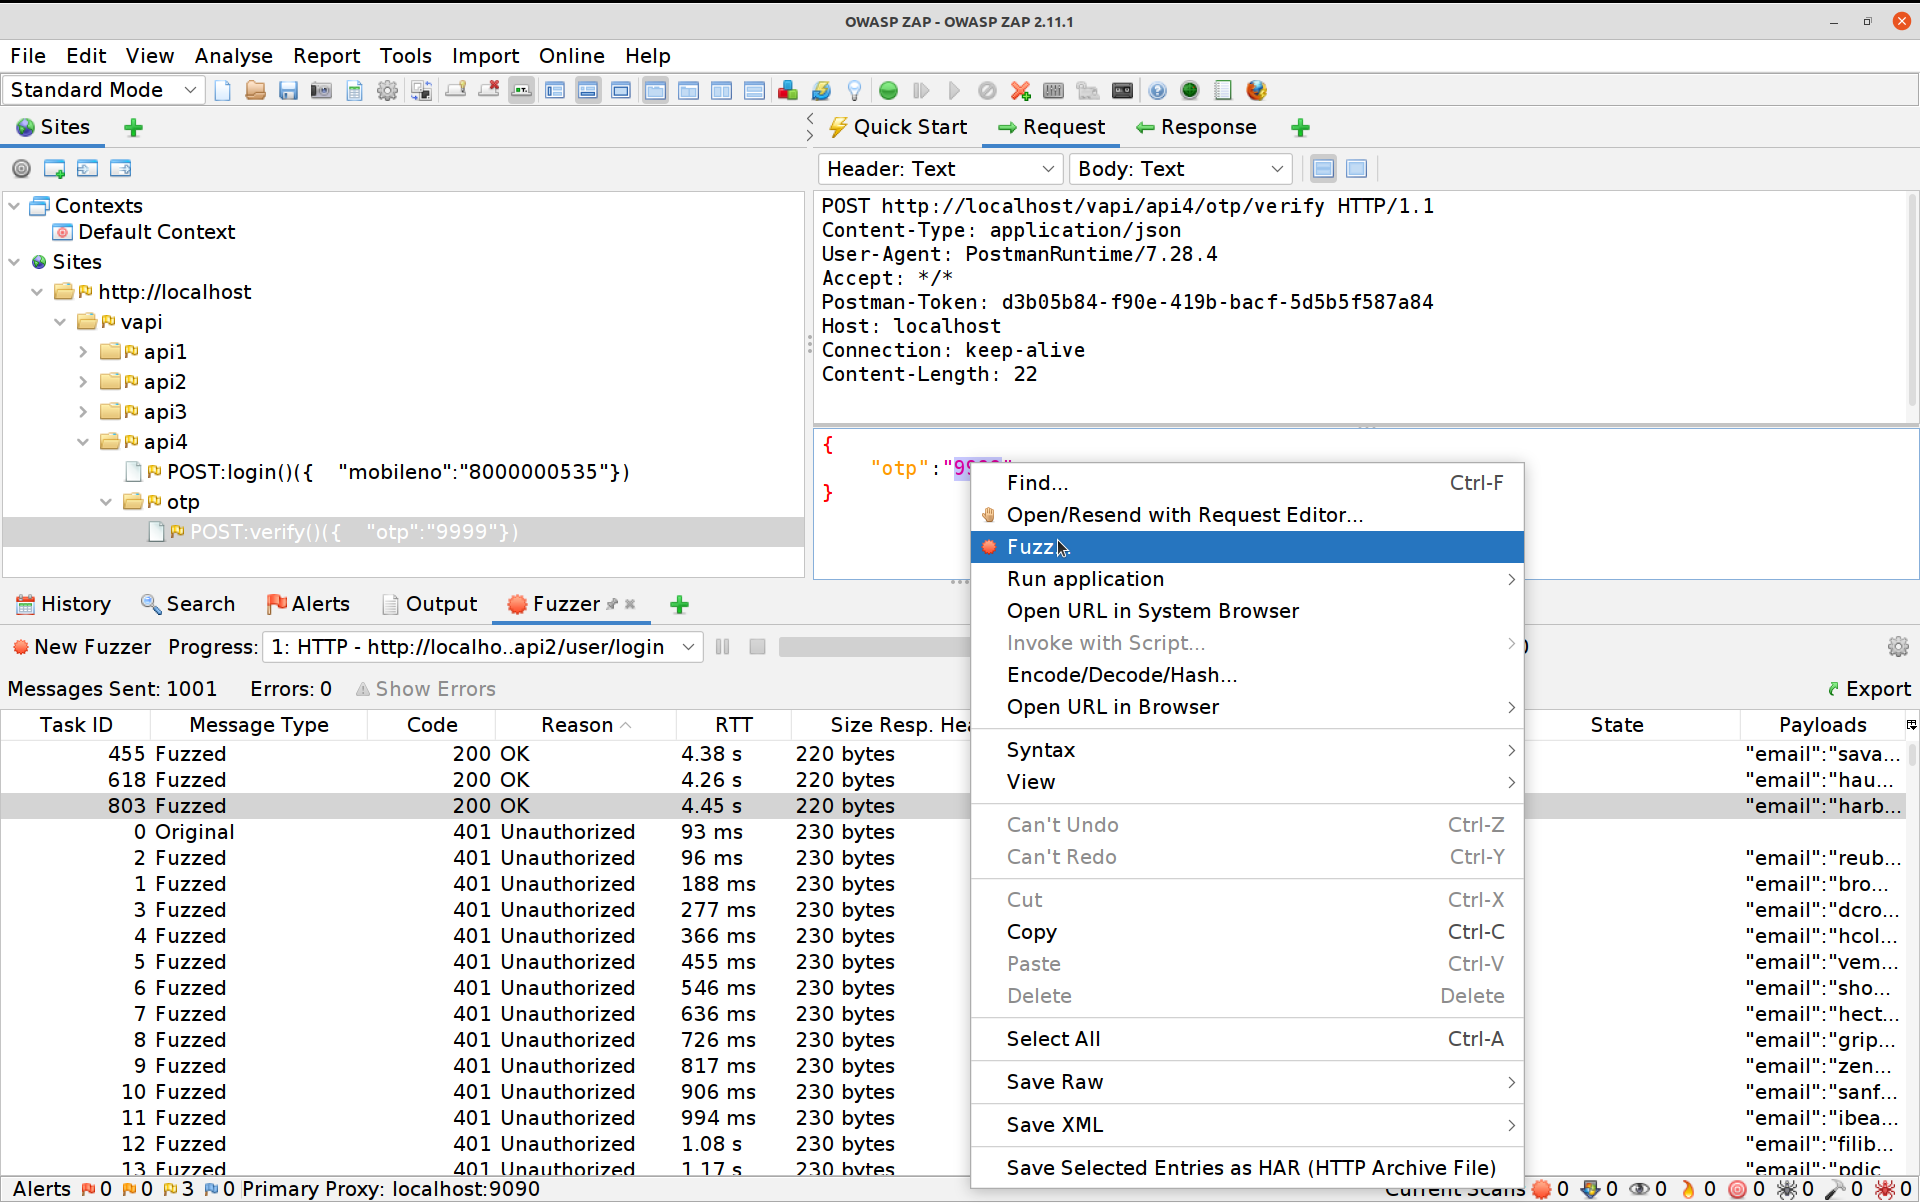 OWASP ZAP - OWASP ZAP 2.11.1
File Edit View Analyse Report Tools Import Online Help
Standard Mode
Sites
Quick Start Request Response
Header: Text Body: Text
Contexts
Default Context
Sites
http://localhost
vapi
api1
api2
api3
api4
POST:login()({ "mobileno":"8000000535"})
otp
POST:verify()({ "otp":"9999"})
POST http://localhost/vapi/api4/otp/verify HTTP/1.1
Content-Type: application/json
User-Agent: PostmanRuntime/7.28.4
Accept: */*
Postman-Token: d3b05b84-f90e-419b-bacf-5d5b5f587a84
Host: localhost
Connection: keep-alive
Content-Length: 22
{
"otp":"9999"
}
Find... Ctrl-F
Open/Resend with Request Editor...
Fuzz...
Run application
Open URL in System Browser
Invoke with Script...
Encode/Decode/Hash...
Open URL in Browser
Syntax
View
Can't Undo Ctrl-Z
Can't Redo Ctrl-Y
Cut Ctrl-X
Copy Ctrl-C
Paste Ctrl-V
Delete Delete
Select All Ctrl-A
Save Raw
Save XML
Save Selected Entries as HAR (HTTP Archive File)
History Search Alerts Output Fuzzer
New Fuzzer Progress: 1: HTTP - http://localho..api2/user/login
Messages Sent: 1001 Errors: 0 Show Errors Export
Task ID Message Type Code Reason RTT Size Resp. Hea State Payloads
455 Fuzzed 200 OK 4.38 s 220 bytes "email":"sava...
618 Fuzzed 200 OK 4.26 s 220 bytes "email":"hau...
803 Fuzzed 200 OK 4.45 s 220 bytes "email":"harb...
0 Original 401 Unauthorized 93 ms 230 bytes
2 Fuzzed 401 Unauthorized 96 ms 230 bytes "email":"reub...
1 Fuzzed 401 Unauthorized 188 ms 230 bytes "email":"bro...
3 Fuzzed 401 Unauthorized 277 ms 230 bytes "email":"dcro...
4 Fuzzed 401 Unauthorized 366 ms 230 bytes "email":"hcol...
5 Fuzzed 401 Unauthorized 455 ms 230 bytes "email":"vem...
6 Fuzzed 401 Unauthorized 546 ms 230 bytes "email":"sho...
7 Fuzzed 401 Unauthorized 636 ms 230 bytes "email":"hect...
8 Fuzzed 401 Unauthorized 726 ms 230 bytes "email":"grip...
9 Fuzzed 401 Unauthorized 817 ms 230 bytes "email":"zen...
10 Fuzzed 401 Unauthorized 906 ms 230 bytes "email":"sanf...
11 Fuzzed 401 Unauthorized 994 ms 230 bytes "email":"ibea...
12 Fuzzed 401 Unauthorized 1.08 s 230 bytes "email":"filib...
13 Fuzzed 401 Unauthorized 1.17 s 230 bytes "email":"pdic...
Alerts 0 0 3 0 Primary Proxy: localhost:9090 Current Scans 0 0 0 0 0 0 0 0